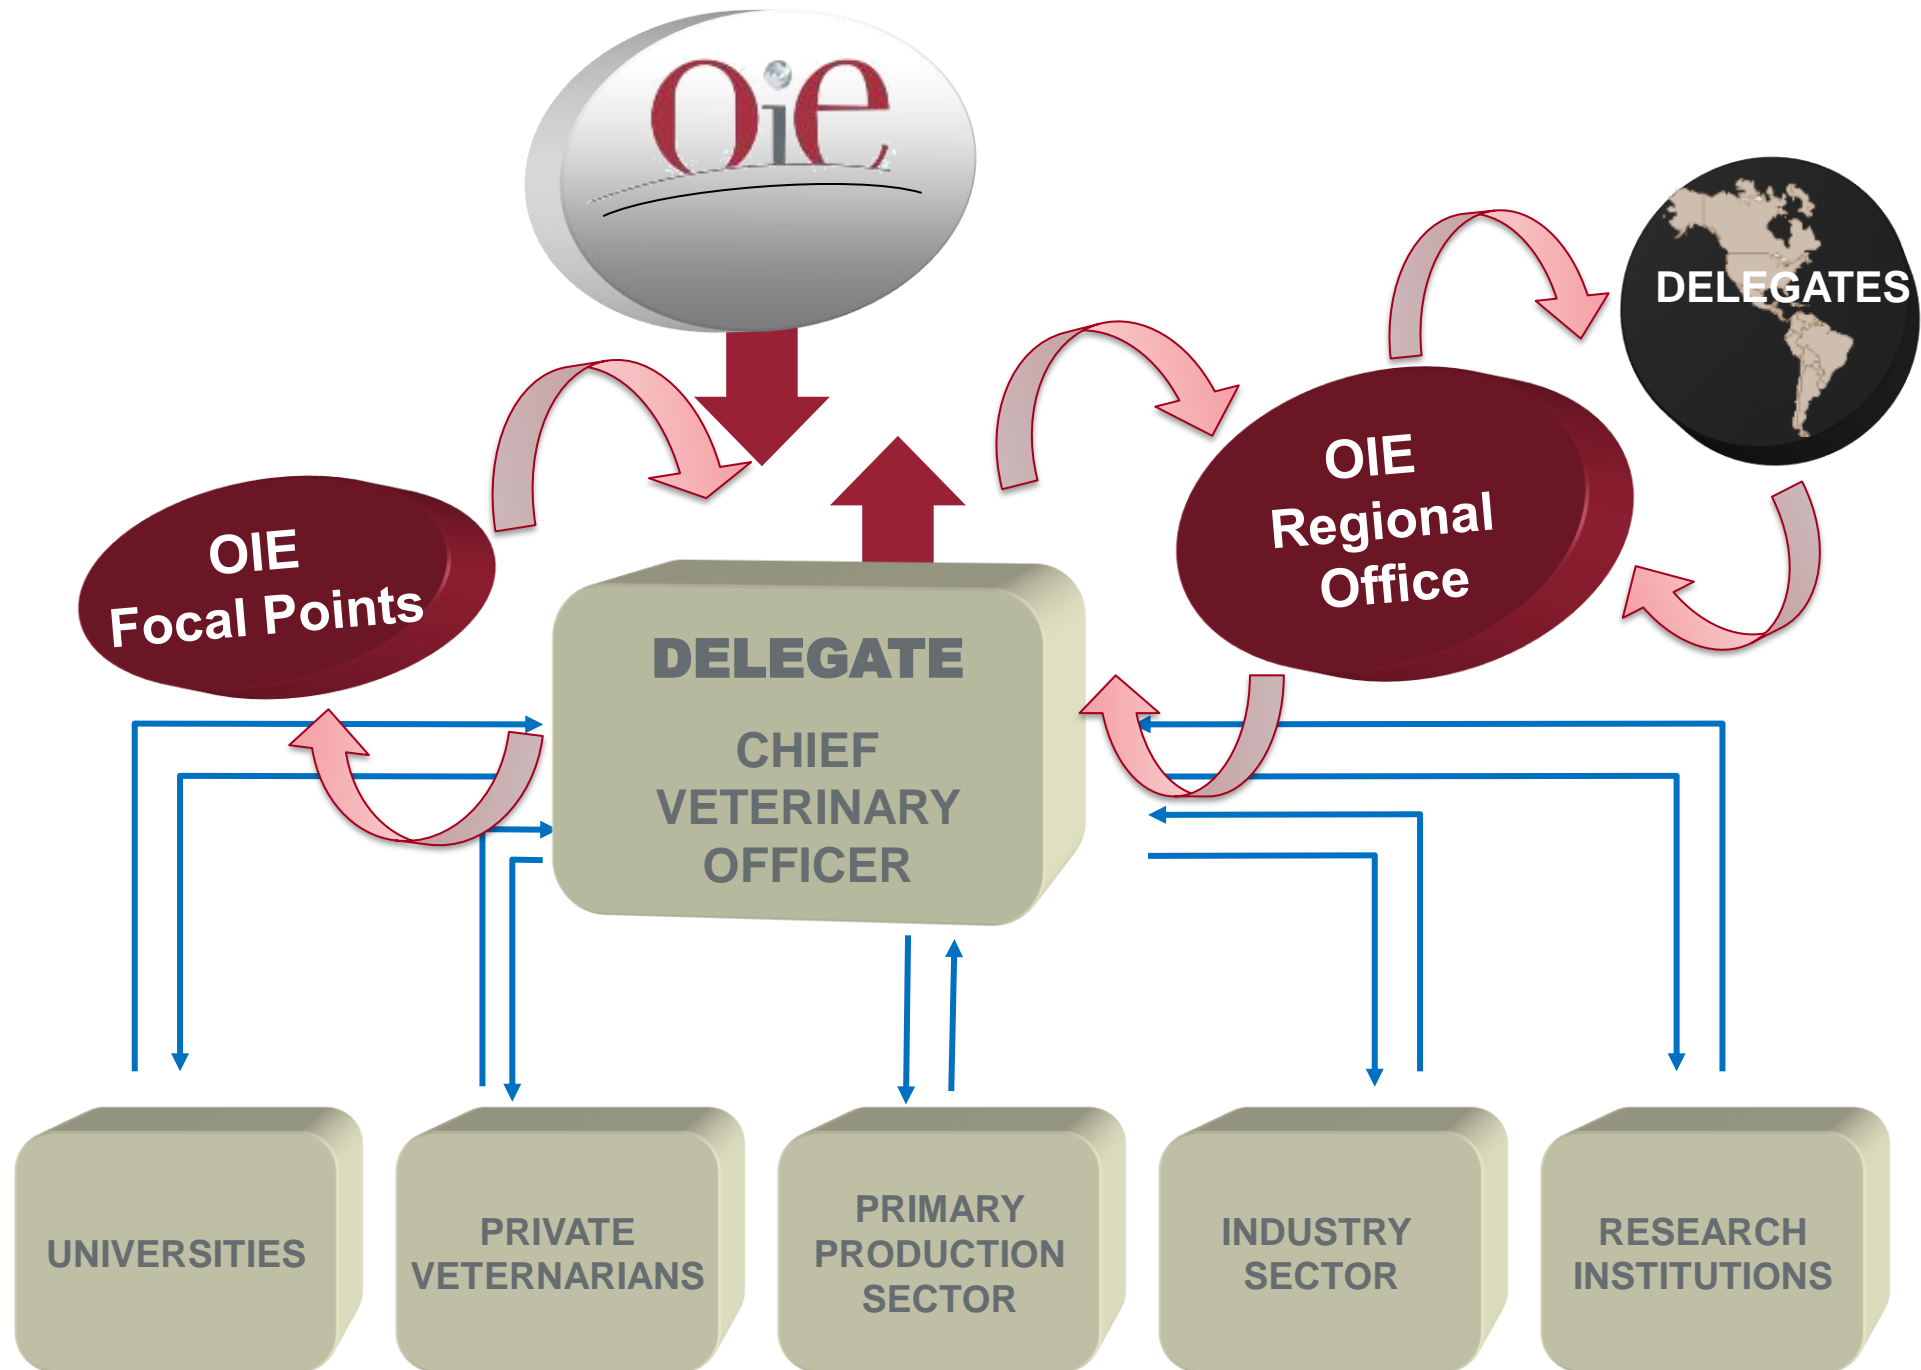 OiE
DELEGATES
OIE
Regional
Office
OIE
Focal Points
DELEGATE
CHIEF
VETERINARY
OFFICER
UNIVERSITIES
PRIVATE
VETERNARIANS
PRIMARY
PRODUCTION
SECTOR
INDUSTRY
SECTOR
RESEARCH
INSTITUTIONS